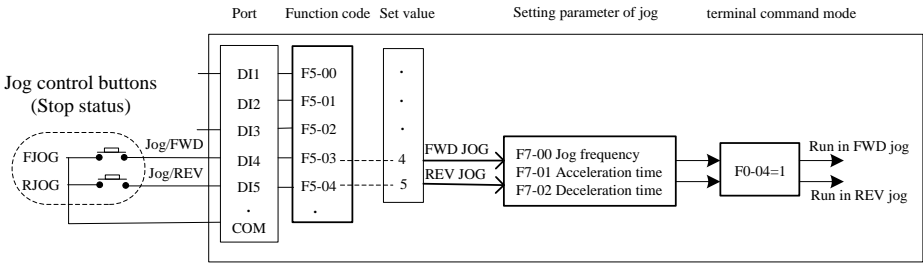 Port Function code Set value Setting parameter of jog terminal command mode
Jog control buttons
(Stop status)
FJOG
RJOG
Jog/FWD
Jog/REV
DI1
DI2
DI3
DI4
DI5
.
COM
F5-00
F5-01
F5-02
F5-03
F5-04
.
.
.
.
4
5
FWD JOG
REV JOG
F7-00 Jog frequency
F7-01 Acceleration time
F7-02 Deceleration time
F0-04=1
Run in FWD jog
Run in REV jog